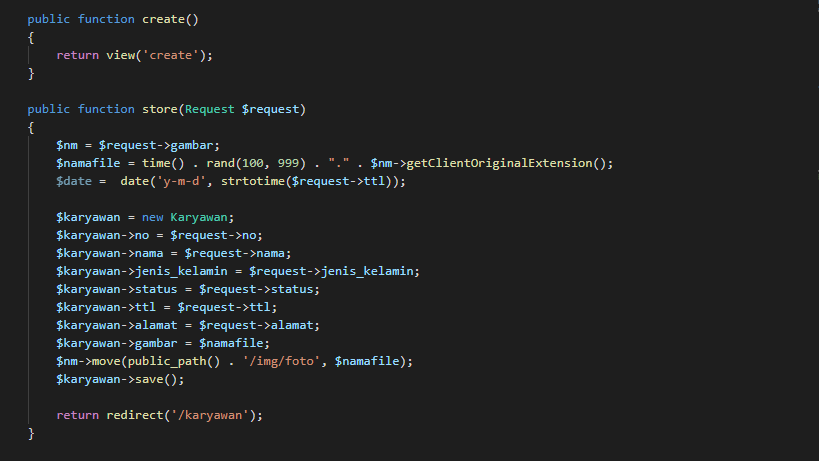 public function create()
{
return view('create');
}
public function store(Request $request)
{
$nm = $request->gambar;
$namafile = time() . rand(100, 999) . "." . $nm->getClientOriginalExtension();
$date =  date('y-m-d', strtotime($request->ttl));
$karyawan = new Karyawan;
$karyawan->no = $request->no;
$karyawan->nama = $request->nama;
$karyawan->jenis_kelamin = $request->jenis_kelamin;
$karyawan->status = $request->status;
$karyawan->ttl = $request->ttl;
$karyawan->alamat = $request->alamat;
$karyawan->gambar = $namafile;
$nm->move(public_path() . '/img/foto', $namafile);
$karyawan->save();
return redirect('/karyawan');
}